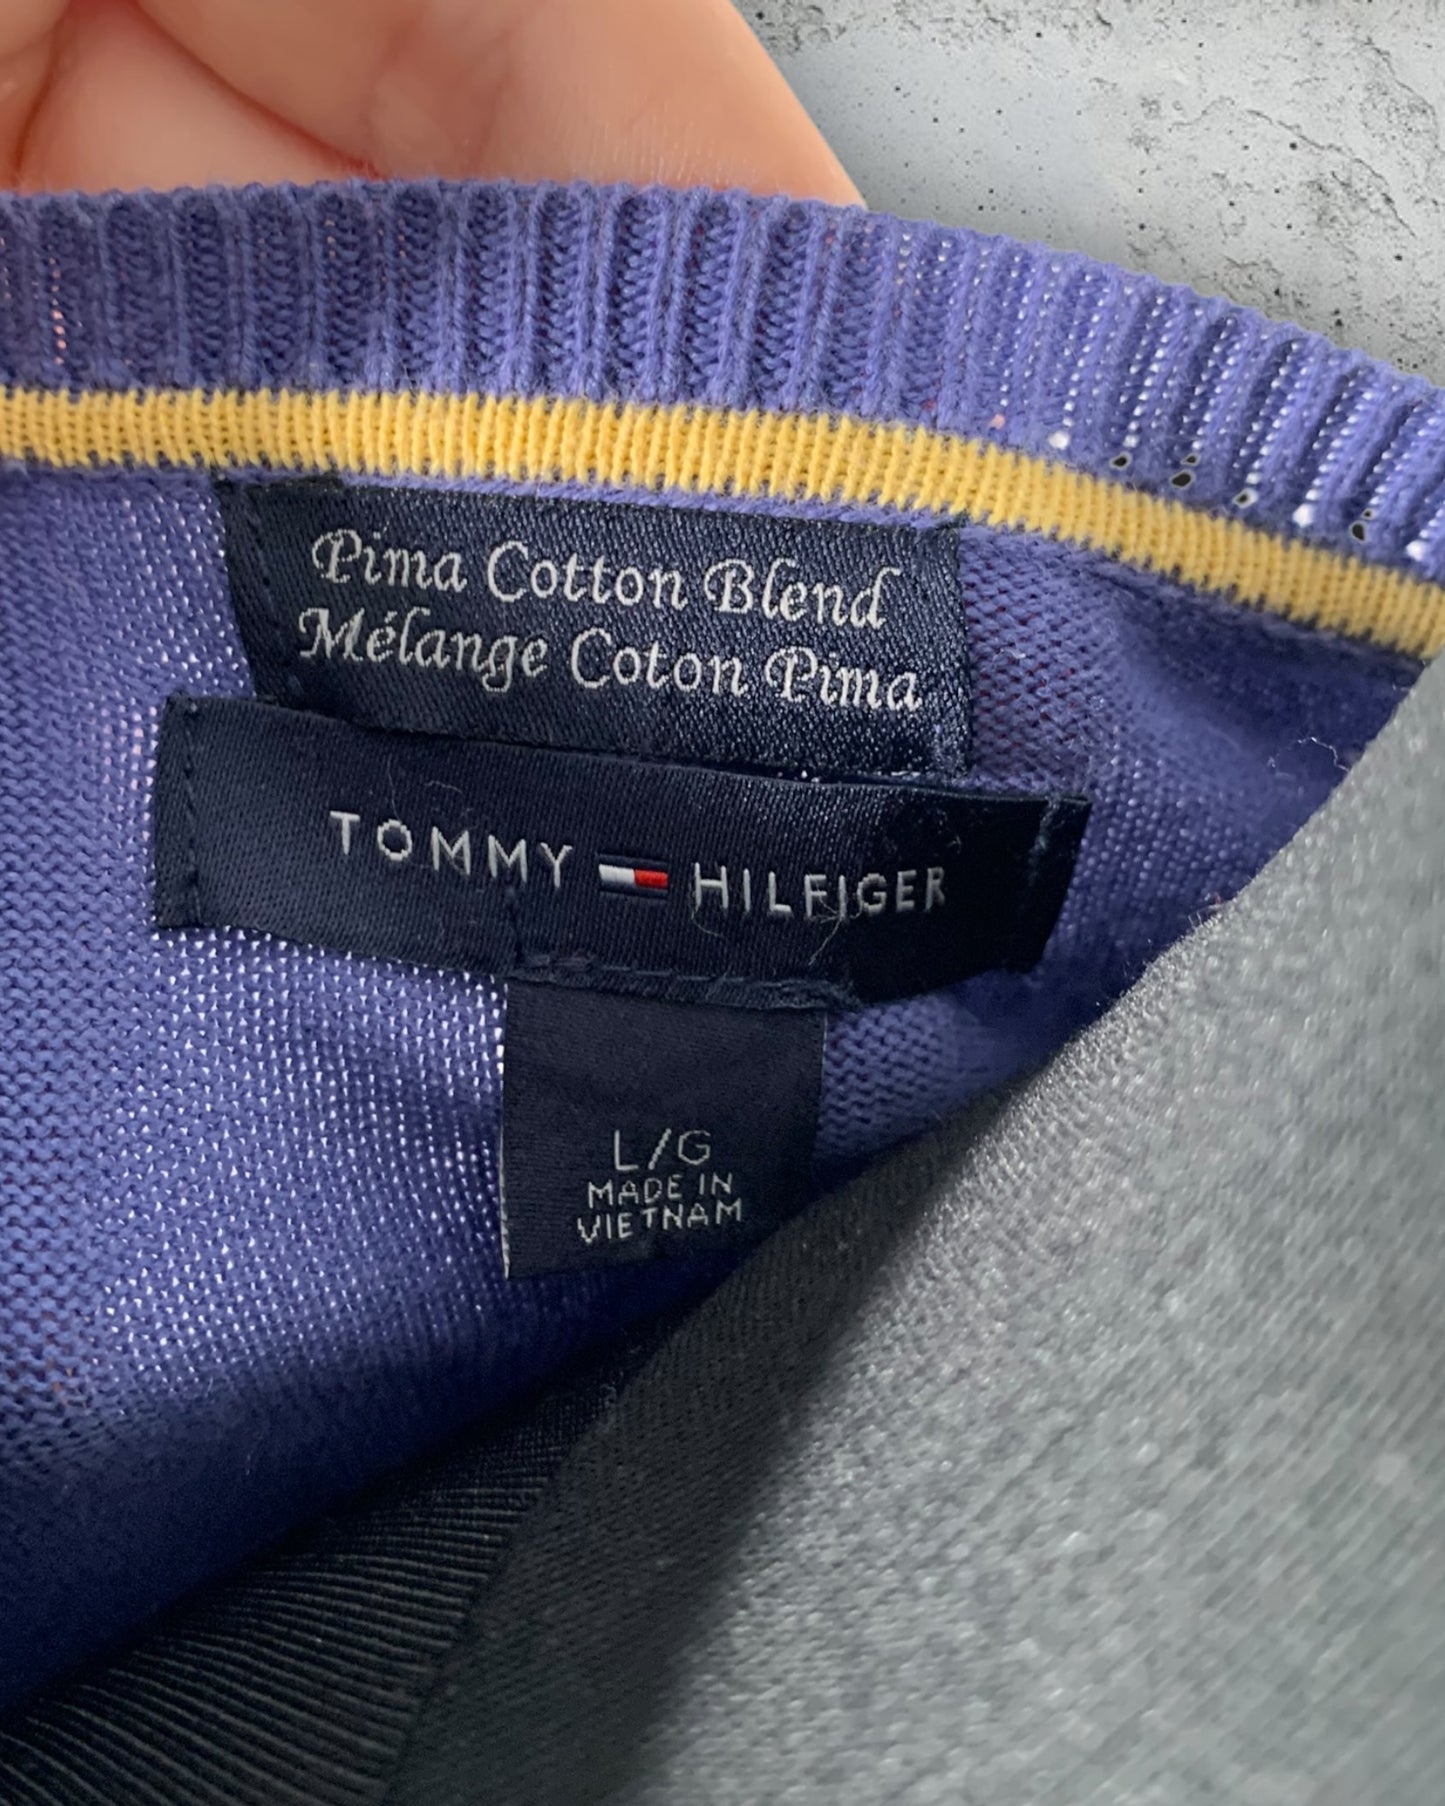 Pima Cotton Blend
Mélange Coton Pima
TOMMY HILFIGER
L/G
MADE IN
VIETNAM